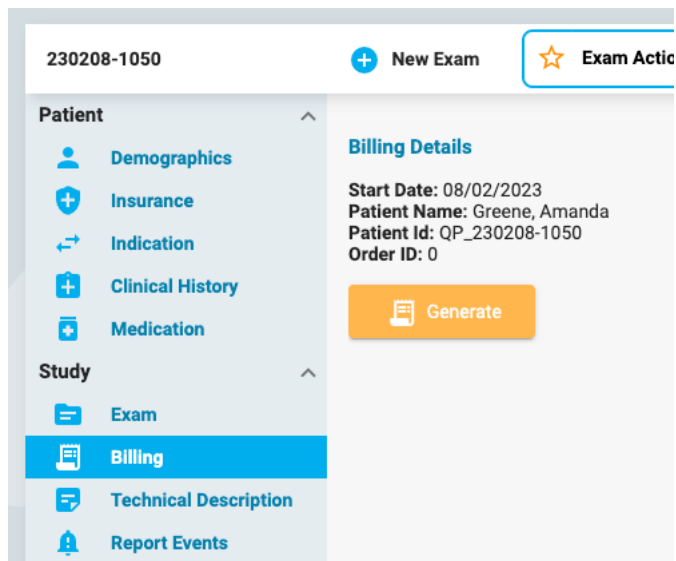 230208-1050
New Exam
Exam Actio
Patient
Demographics
Insurance
Indication
Clinical History
Medication
Study
Exam
Billing
Technical Description
Report Events
Billing Details
Start Date: 08/02/2023
Patient Name: Greene, Amanda
Patient Id: QP_230208-1050
Order ID: 0
Generate